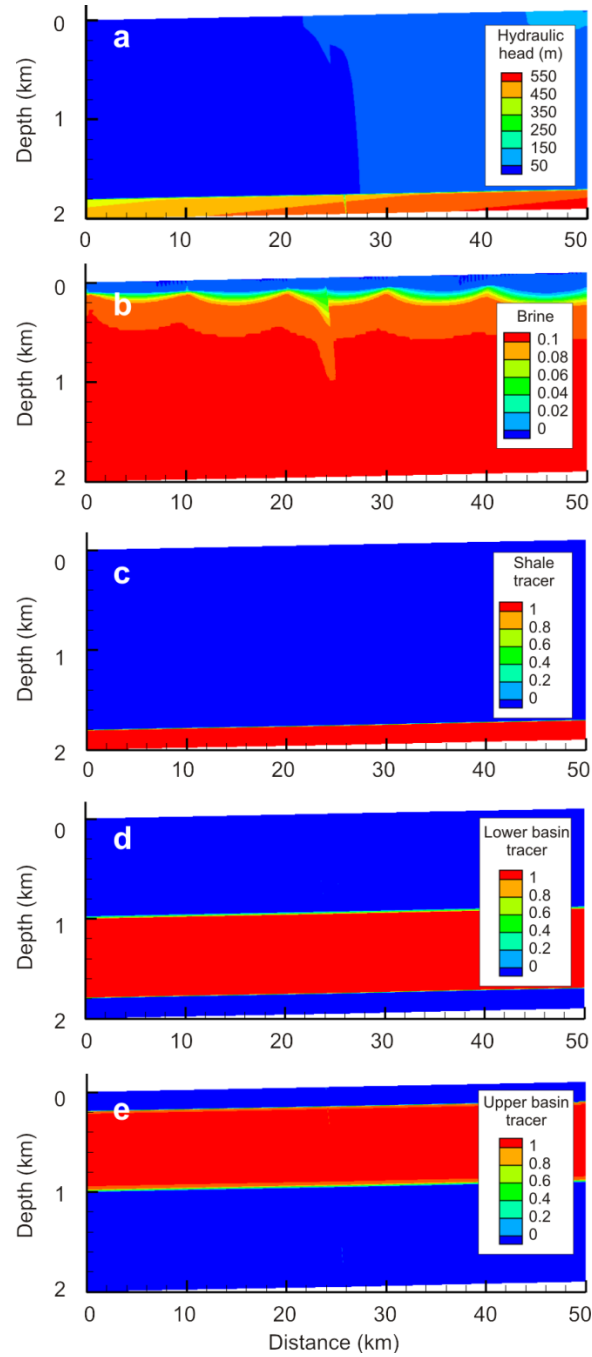 a
Hydraulic
head (m)
550
450
350
250
150
50
Depth (km)
0
1
2
0 10 20 30 40 50
b
Brine
0.1
0.08
0.06
0.04
0.02
0
Depth (km)
0
1
2
0 10 20 30 40 50
c
Shale
tracer
1
0.8
0.6
0.4
0.2
0
Depth (km)
0
1
2
0 10 20 30 40 50
d
Lower basin
tracer
1
0.8
0.6
0.4
0.2
0
Depth (km)
0
1
2
0 10 20 30 40 50
e
Upper basin
tracer
1
0.8
0.6
0.4
0.2
0
Depth (km)
0
1
2
0 10 20 30 40 50
Distance (km)